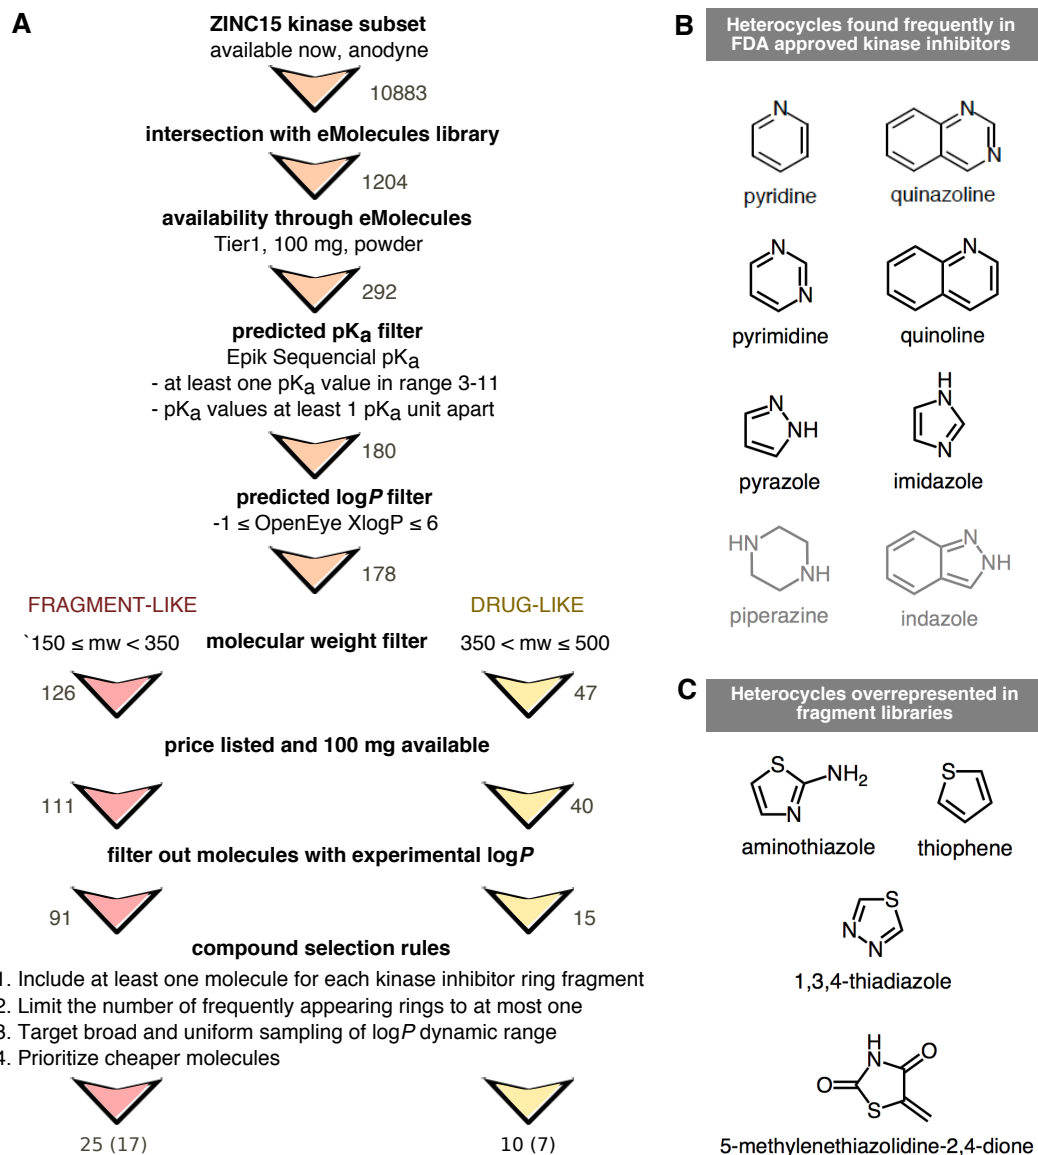 A
ZINC15 kinase subset
available now, anodyne
10883
intersection with eMolecules library
1204
availability through eMolecules
Tier1, 100 mg, powder
292
predicted pKa filter
Epik Sequencial pKa
- at least one pKa value in range 3-11
- pKa values at least 1 pKa unit apart
180
predicted logP filter
-1 ≤ OpenEye XlogP ≤ 6
178
FRAGMENT-LIKE
DRUG-LIKE
`150 ≤ mw < 350
molecular weight filter
350 < mw ≤ 500
126
47
price listed and 100 mg available
111
40
filter out molecules with experimental logP
91
15
compound selection rules
1. Include at least one molecule for each kinase inhibitor ring fragment
2. Limit the number of frequently appearing rings to at most one
3. Target broad and uniform sampling of logP dynamic range
4. Prioritize cheaper molecules
25 (17)
10 (7)
B
Heterocycles found frequently in
FDA approved kinase inhibitors
N
N
N
pyridine
quinazoline
N
N
N
pyrimidine
quinoline
N
NH
H
N
N
pyrazole
imidazole
HN
NH
N
NH
piperazine
indazole
C
Heterocycles overrepresented in
fragment libraries
S
NH2
N
S
aminothiazole
thiophene
S
N
N
1,3,4-thiadiazole
H
N
O
O
S
5-methylenethiazolidine-2,4-dione